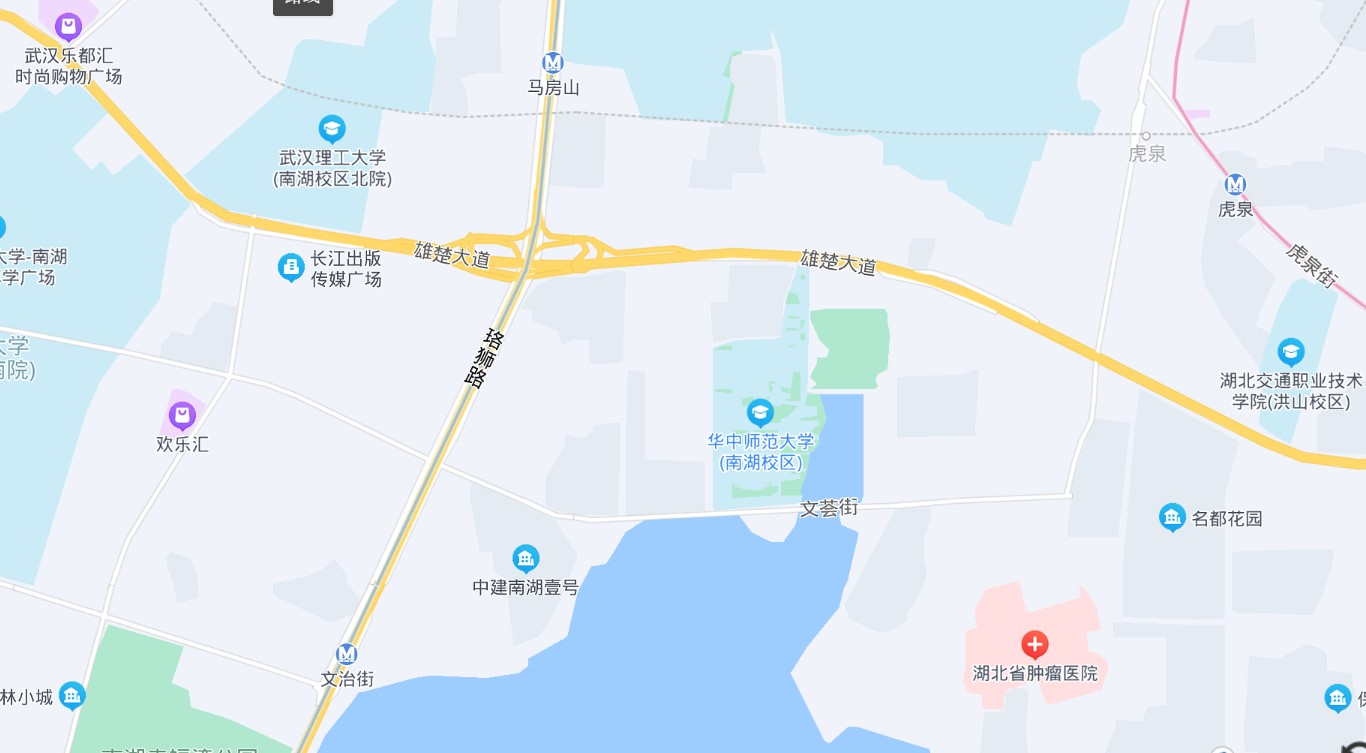 武汉乐都汇
时尚购物广场
马房山
武汉理工大学
(南湖校区北院)
虎泉
虎泉
虎泉街
大学-南湖
学广场
长江出版
传媒广场
雄楚大道
雄楚大道
珞狮路
大学
南院)
欢乐汇
华中师范大学
(南湖校区)
湖北交通职业技术
学院(洪山校区)
文荟街
名都花园
中建南湖壹号
文治街
湖北省肿瘤医院
林小城